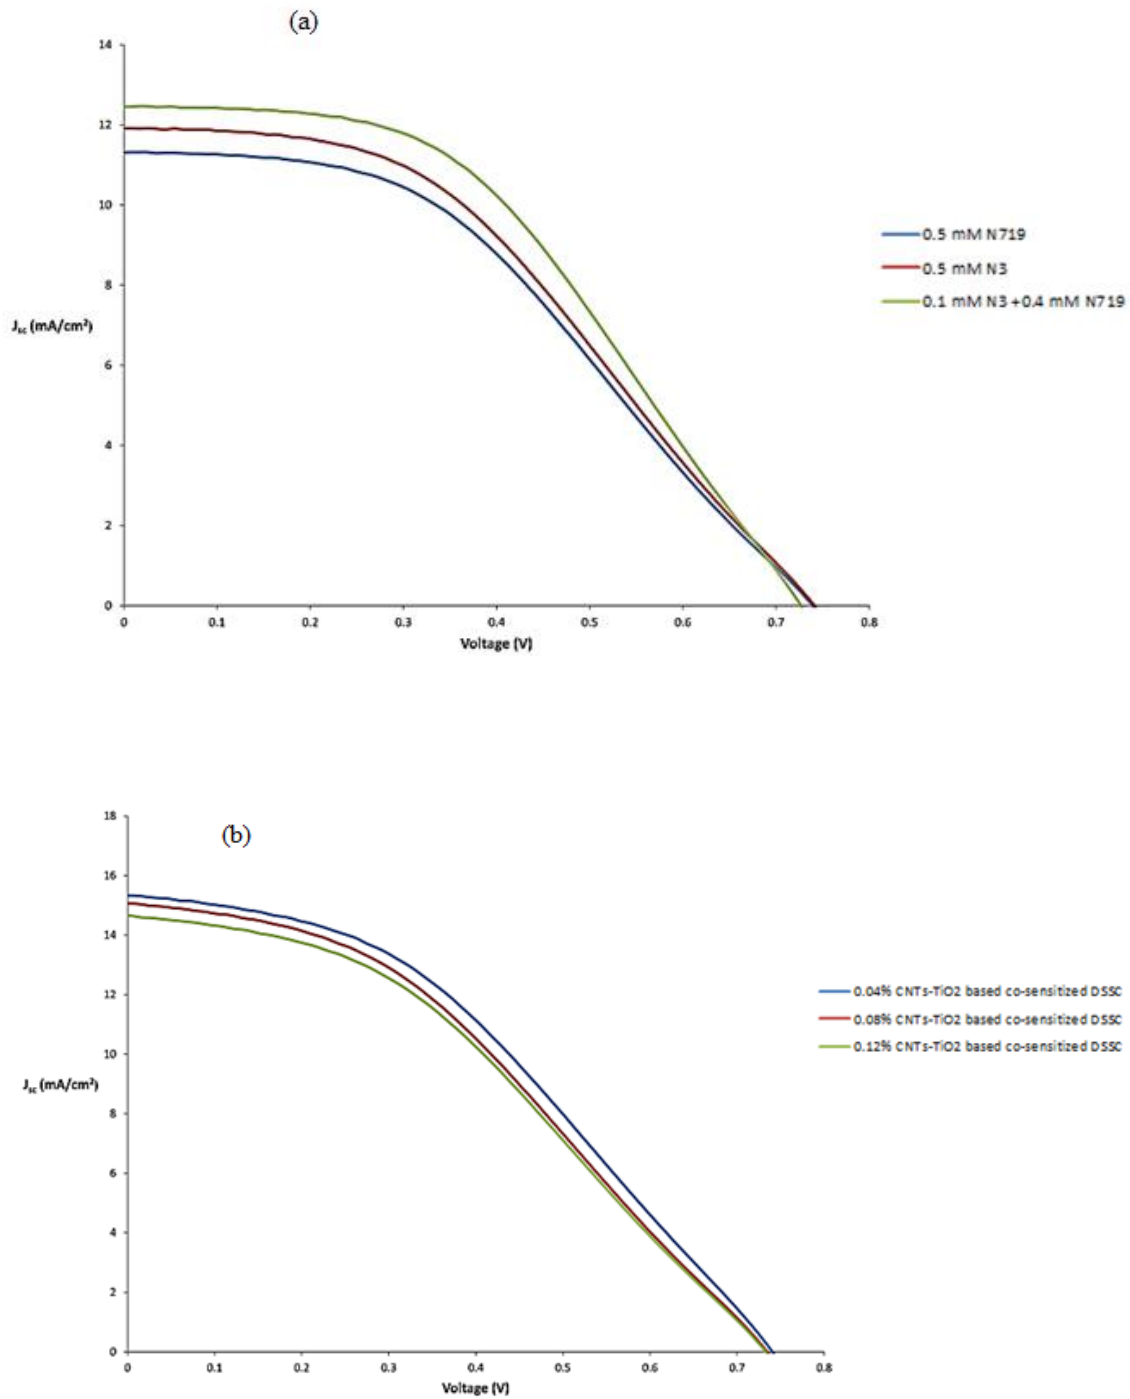 (a)
14
12
10
8
6
4
2
0
J_sc (mA/cm²)
0 0.1 0.2 0.3 0.4 0.5 0.6 0.7 0.8
Voltage (V)
0.5 mM N719
0.5 mM N3
0.1 mM N3 +0.4 mM N719
(b)
18
16
14
12
10
8
6
4
2
0
J_sc (mA/cm²)
0 0.1 0.2 0.3 0.4 0.5 0.6 0.7 0.8
Voltage (V)
0.04% CNTs-TiO2 based co-sensitized DSSC
0.08% CNTs-TiO2 based co-sensitized DSSC
0.12% CNTs-TiO2 based co-sensitized DSSC